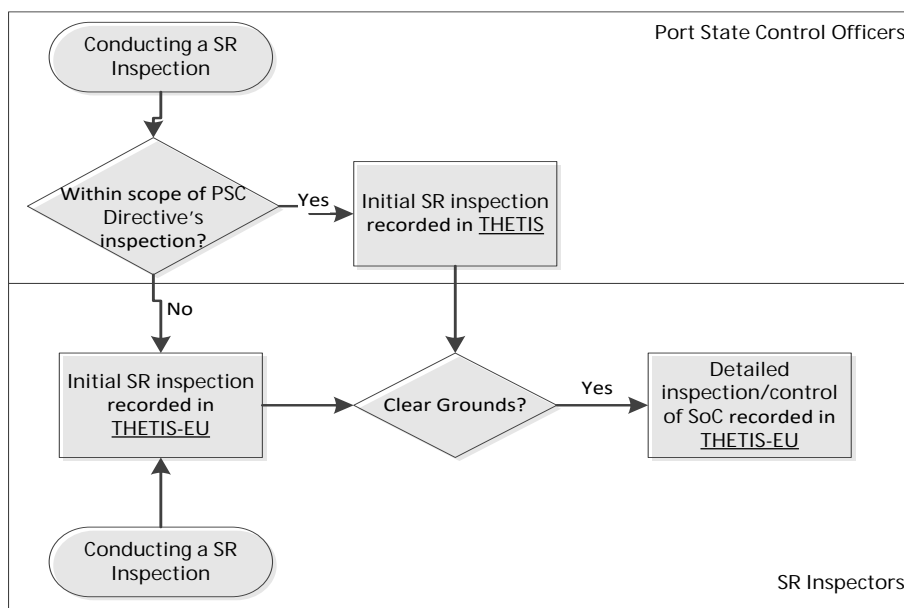 Port State Control Officers
Conducting a SR
Inspection
Within scope of PSC
Directive's
inspection?
Yes
Initial SR inspection
recorded in THETIS
No
Initial SR inspection
recorded in
THETIS-EU
Clear Grounds?
Yes
Detailed
inspection/control
of SoC recorded in
THETIS-EU
Conducting a SR
Inspection
SR Inspectors